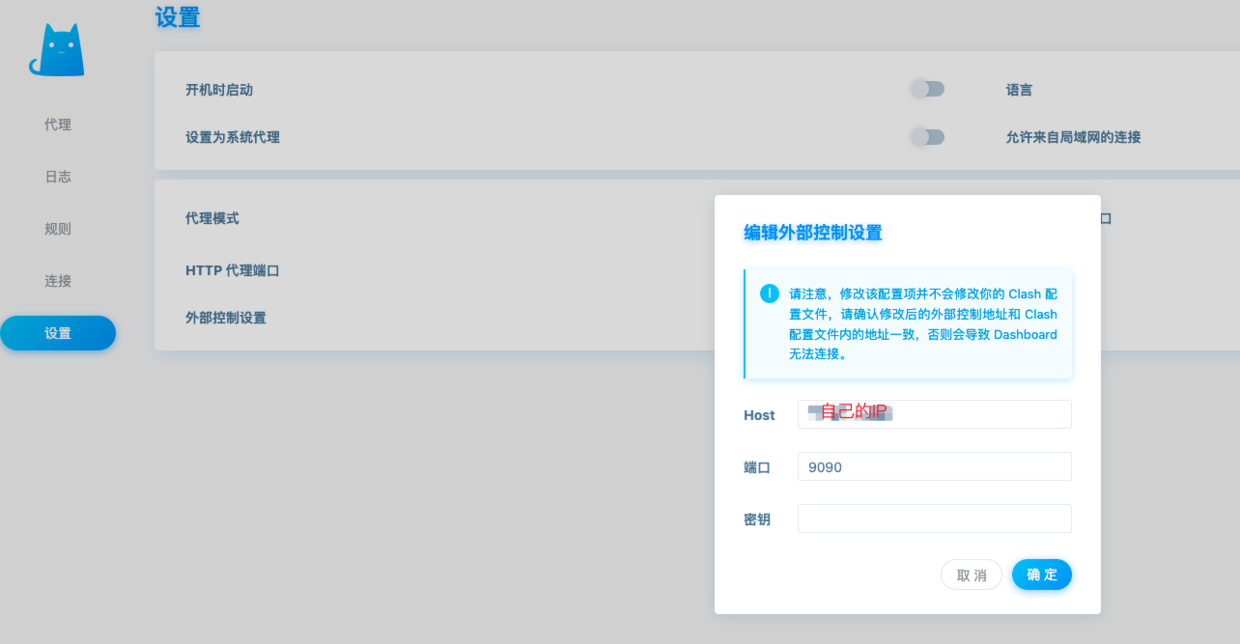 设置
开机时启动
语言
代理
设置为系统代理
允许来自局域网的连接
日志
代理模式
口
规则
编辑外部控制设置
HTTP 代理端口
连接
请注意，修改该配置项并不会修改你的 Clash 配
置文件，请确认修改后的外部控制地址和 Clash
配置文件内的地址一致，否则会导致 Dashboard
无法连接。
外部控制设置
设置
Host
自己的IP
端口
9090
密钥
取 消
确 定